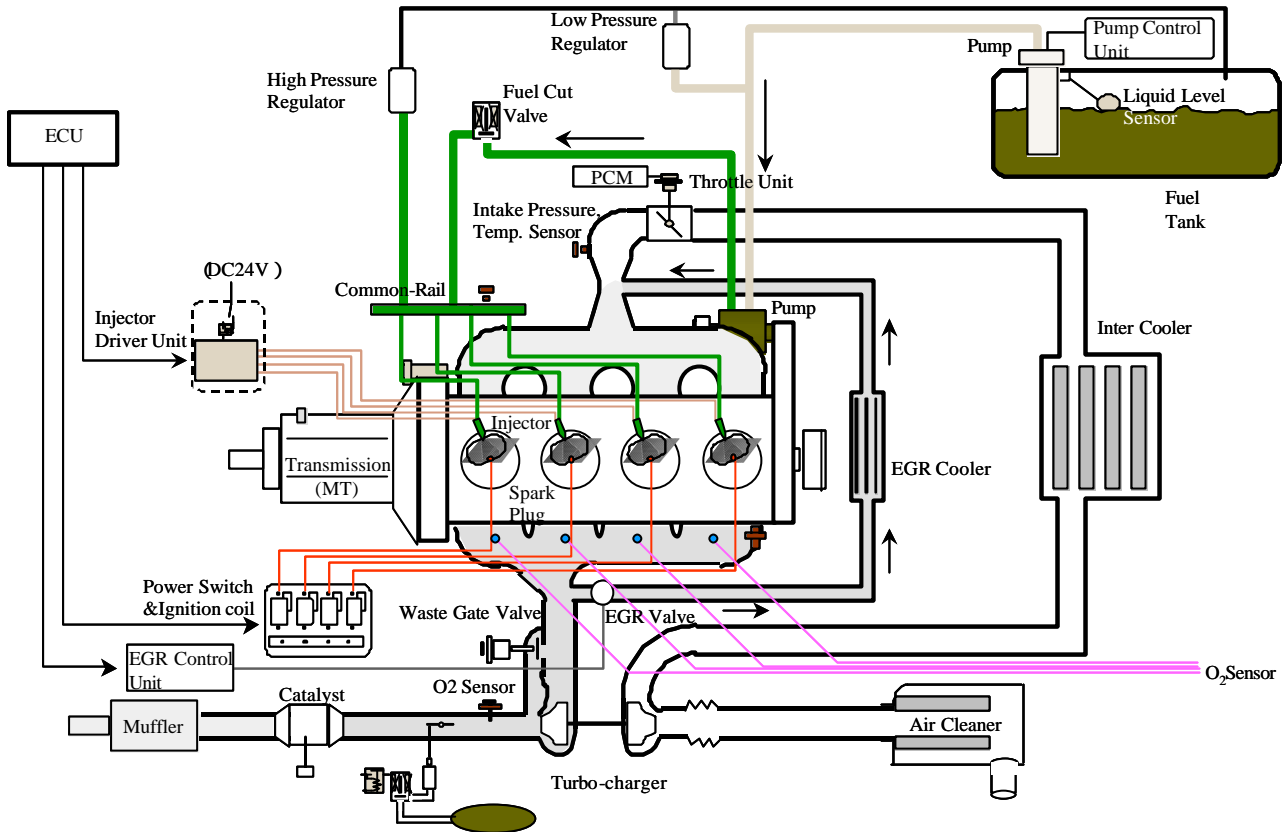 Low Pressure
Regulator
Pump Control
Unit
Pump
High Pressure
Regulator
Fuel Cut
Valve
Liquid Level
Sensor
ECU
PCM
Throttle Unit
Fuel
Tank
Intake Pressure,
Temp. Sensor
(DC24V)
Common-Rail
Pump
Injector
Driver Unit
Inter Cooler
Injector
Transmission
(MT)
EGR Cooler
Spark
Plug
Power Switch
&Ignition coil
Waste Gate Valve
EGR Valve
EGR Control
Unit
O2 Sensor
O2Sensor
Catalyst
Muffler
Air Cleaner
Turbo-charger